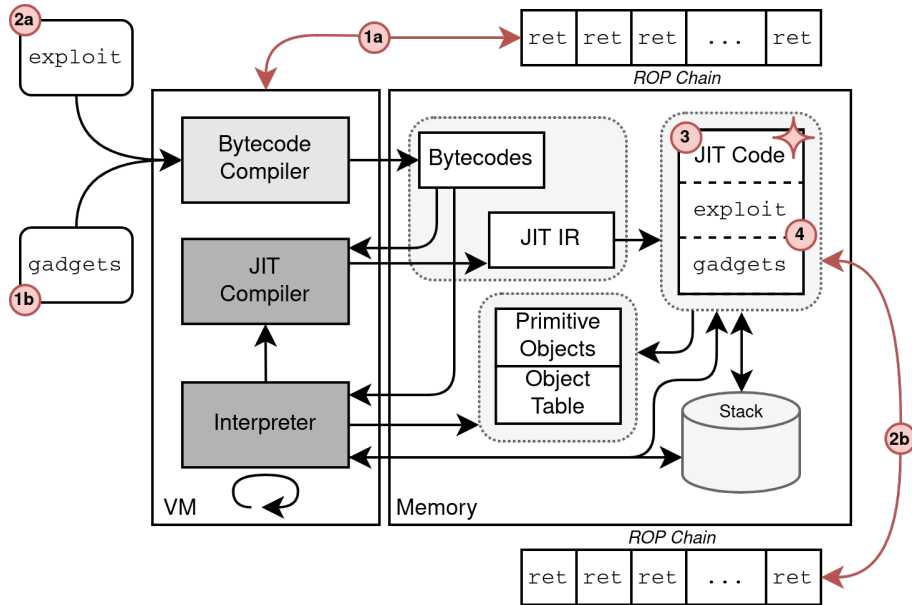 2a
exploit
1a
ret ret ret ... ret
ROP Chain
Bytecode
Compiler
Bytecodes
3
JIT Code
exploit
4
gadgets
gadgets
1b
JIT
Compiler
JIT IR
Primitive
Objects
Object
Table
Interpreter
Stack
2b
VM
Memory
ROP Chain
ret ret ret ... ret